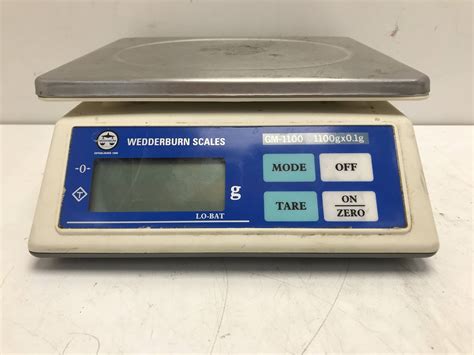 WEDDERBURN SCALES
GM-1100 1100gx0.1g
-0-
T
g
LO-BAT
MODE
OFF
TARE
ON
ZERO